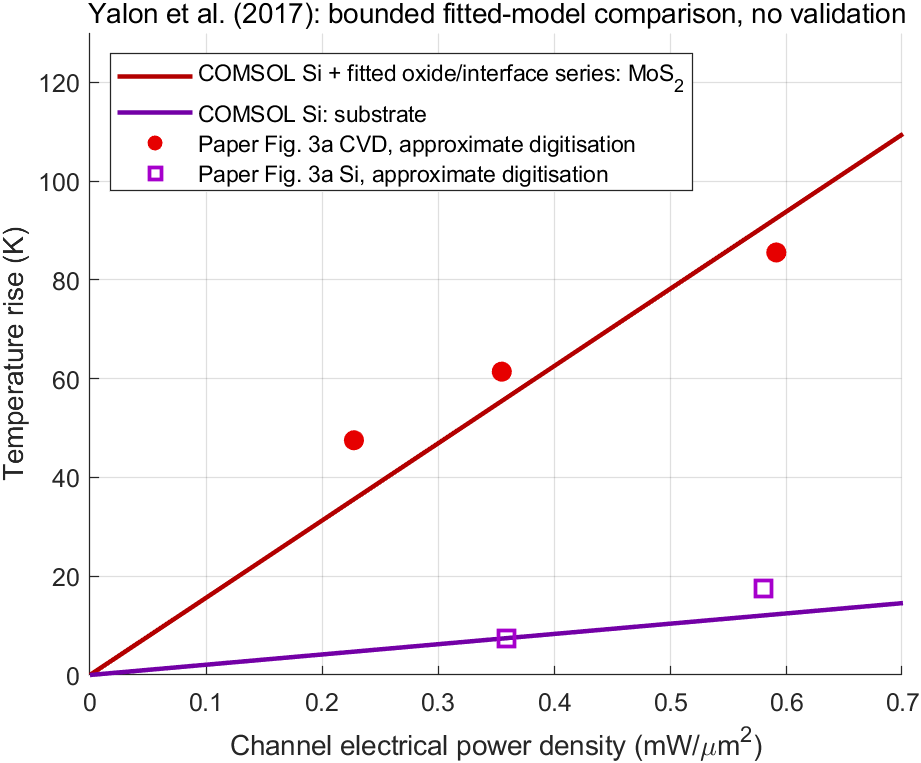 Yalon et al. (2017): bounded fitted-model comparison, no validation
COMSOL Si + fitted oxide/interface series: MoS₂
COMSOL Si: substrate
Paper Fig. 3a CVD, approximate digitisation
Paper Fig. 3a Si, approximate digitisation
Temperature rise (K)
120
100
80
60
40
20
0
0 0.1 0.2 0.3 0.4 0.5 0.6 0.7
Channel electrical power density (mW/μm²)